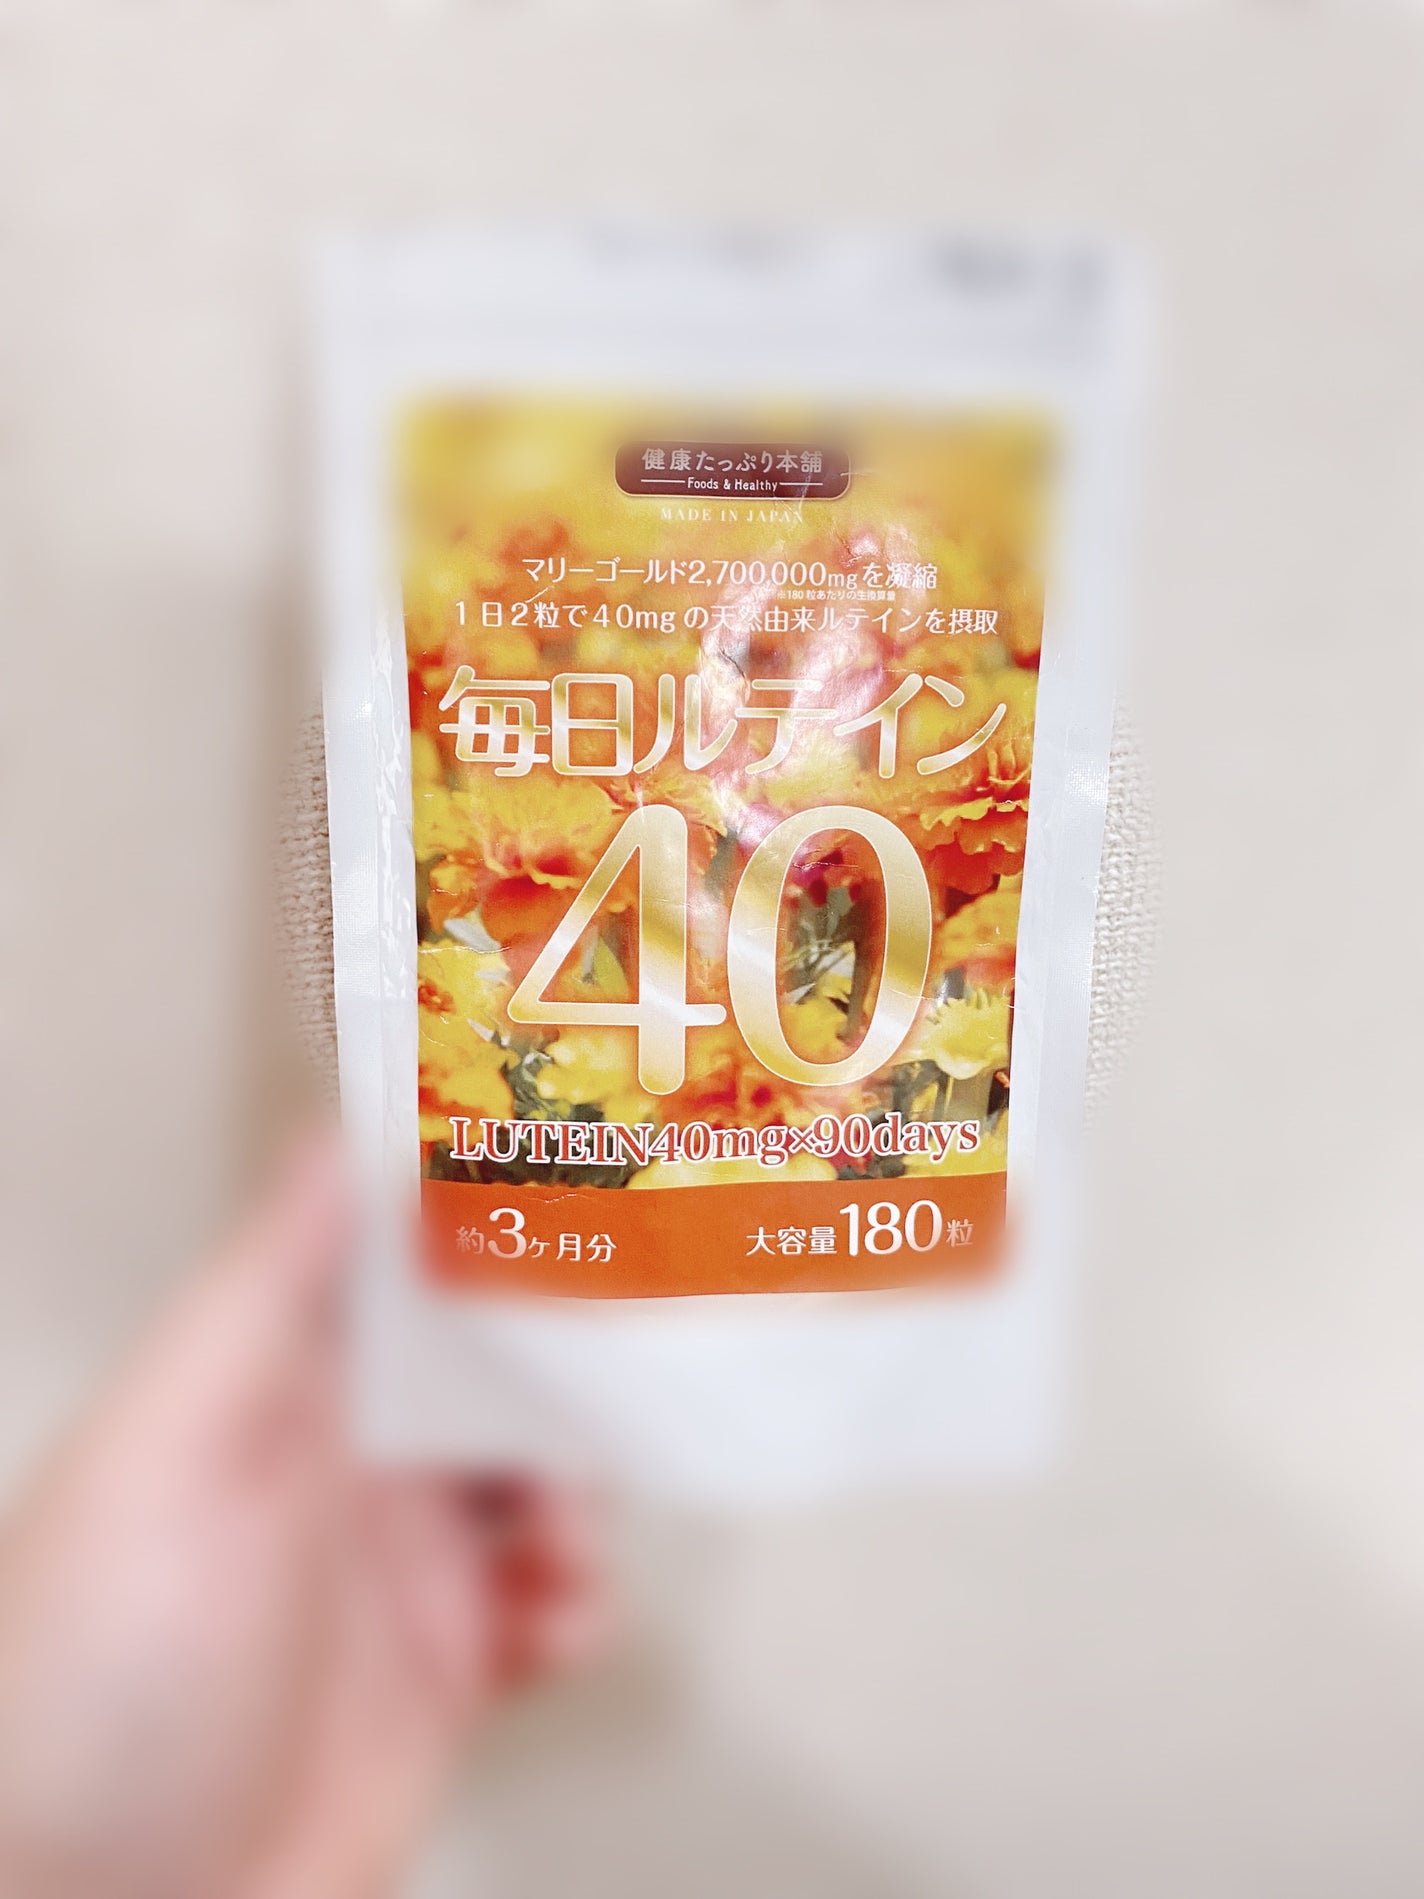 健康たっぷり本舗
Foods & Healthy
MADE IN JAPAN
マリーゴールド2,700,000mgを凝縮
※180粒あたりの生換算量
1日2粒で40mgの天然由来ルテインを摂取
毎日ルテイン
40
LUTEIN40mg×90days
約3ヶ月分 大容量180粒